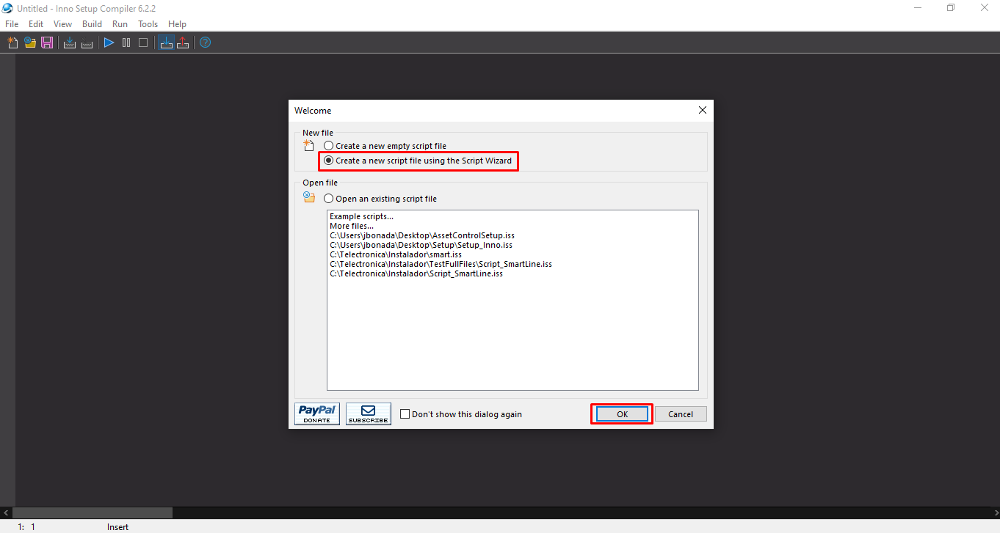 Untitled - Inno Setup Compiler 6.2.2
File Edit View Build Run Tools Help
Welcome
New file
Create a new empty script file
Create a new script file using the Script Wizard
Open file
Open an existing script file
Example scripts...
More files...
C:\Users\jbonada\Desktop\AssetControlSetup.iss
C:\Users\jbonada\Desktop\Setup\Setup_Inno.iss
C:\Telectronica\Instalador\smart.iss
C:\Telectronica\Instalador\TestFullFiles\Script_SmartLine.iss
C:\Telectronica\Instalador\Script_SmartLine.iss
PayPal
DONATE
SUBSCRIBE
Don't show this dialog again
OK
Cancel
1: 1
Insert